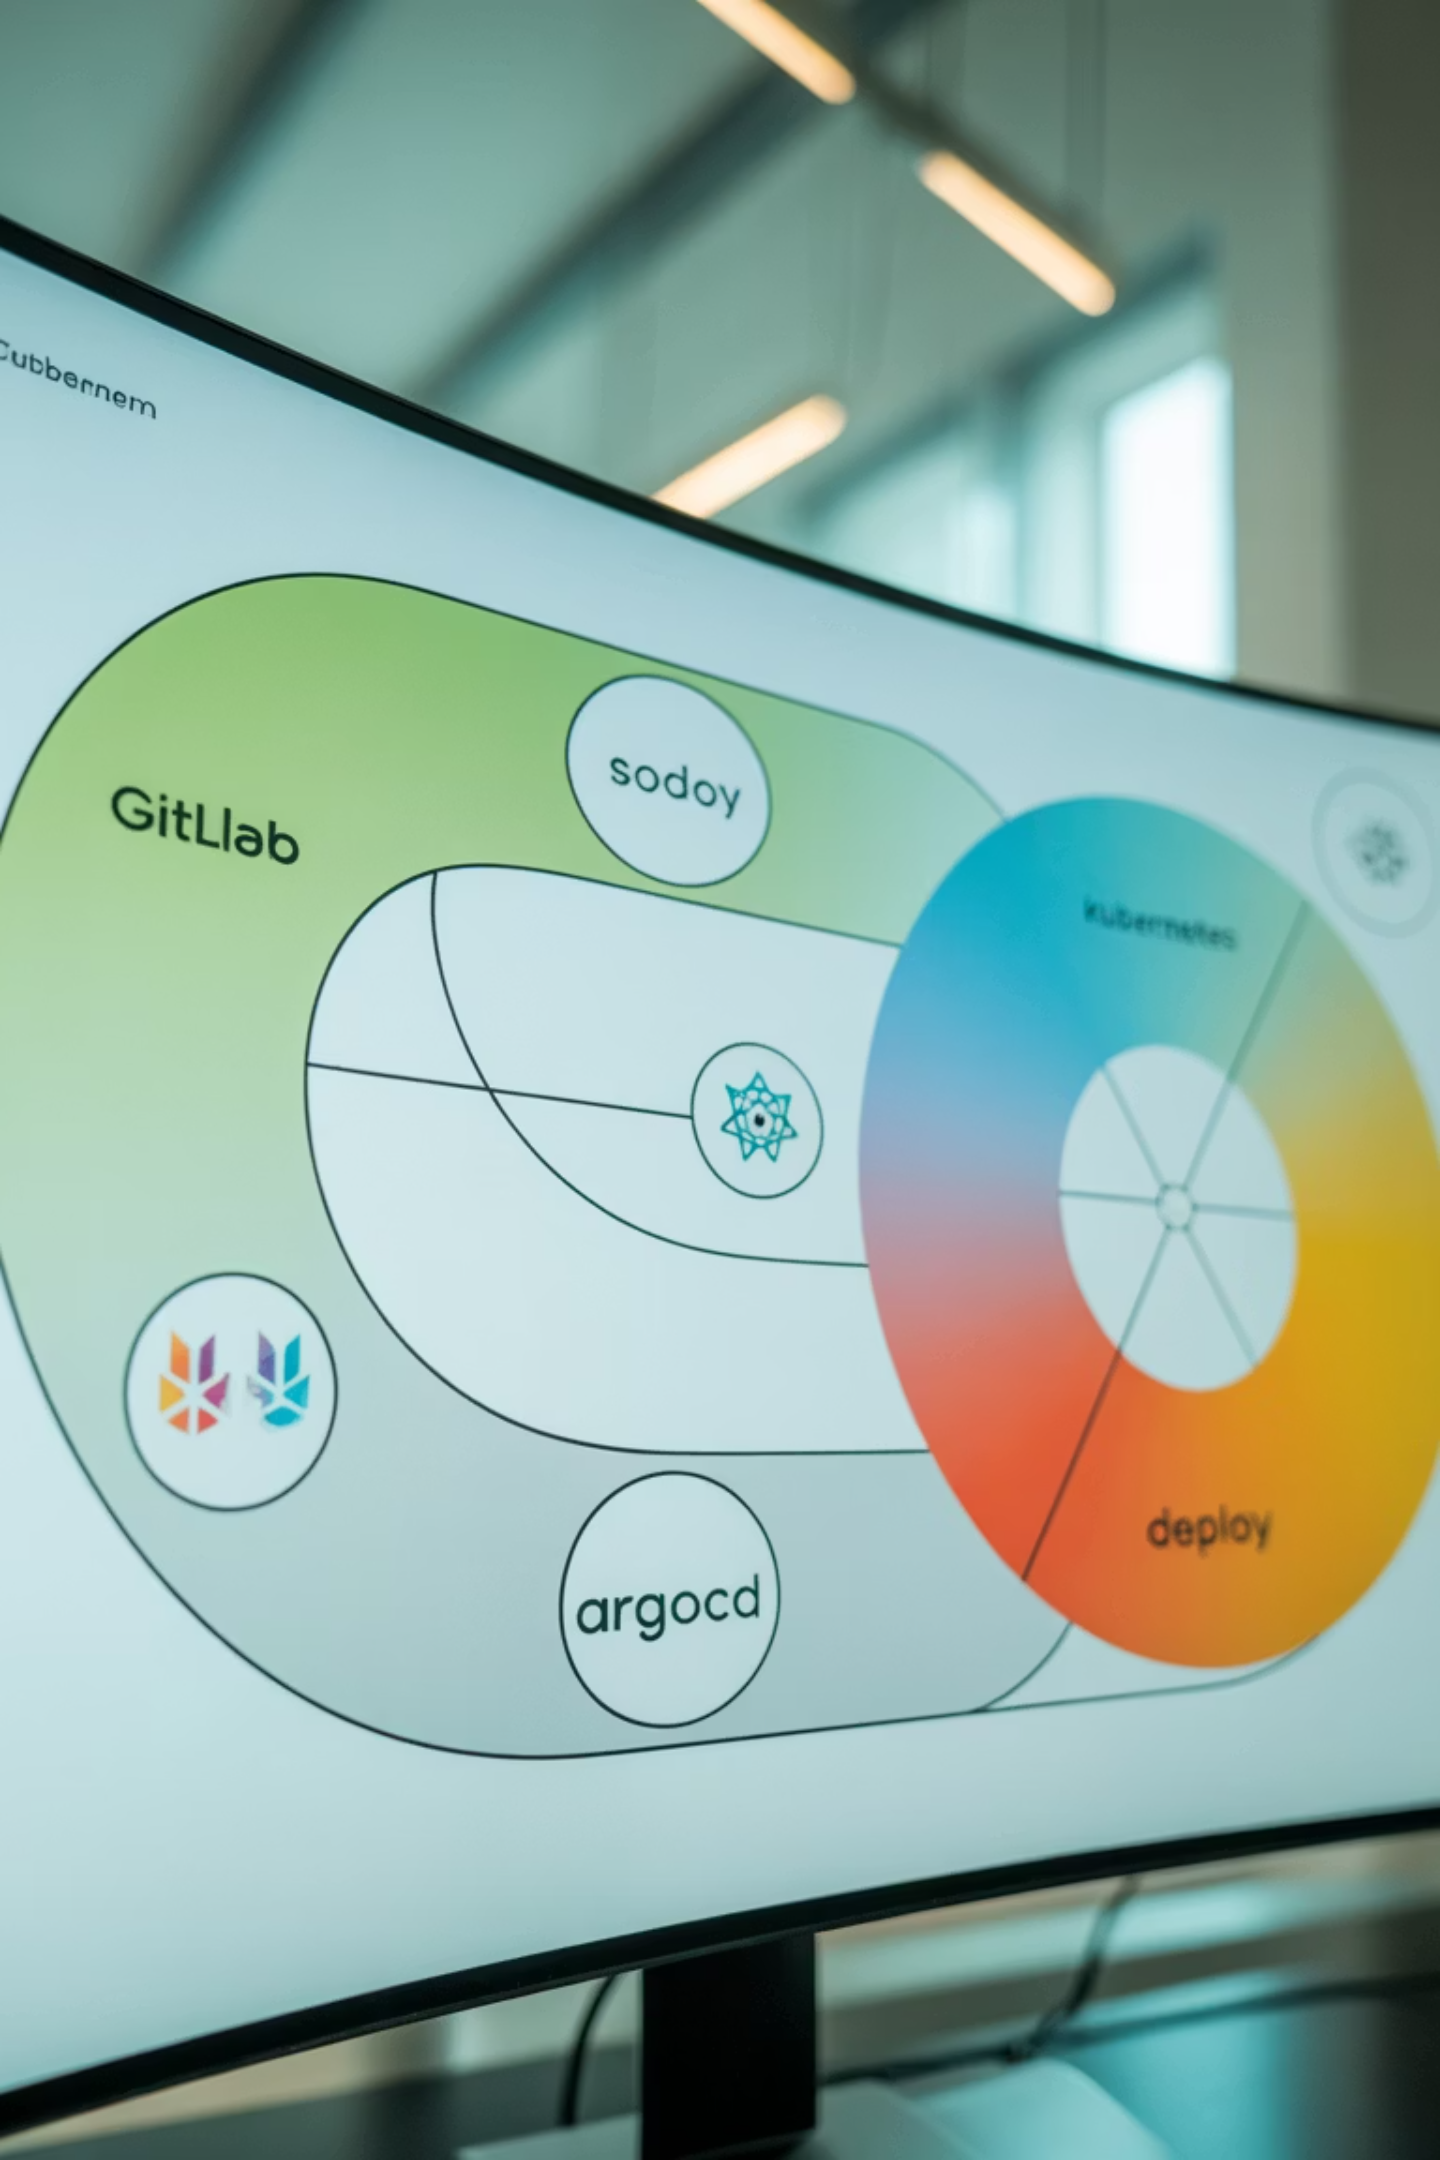 Cubbernem
sodoy
GitLlab
kubernetes
deploy
argocd